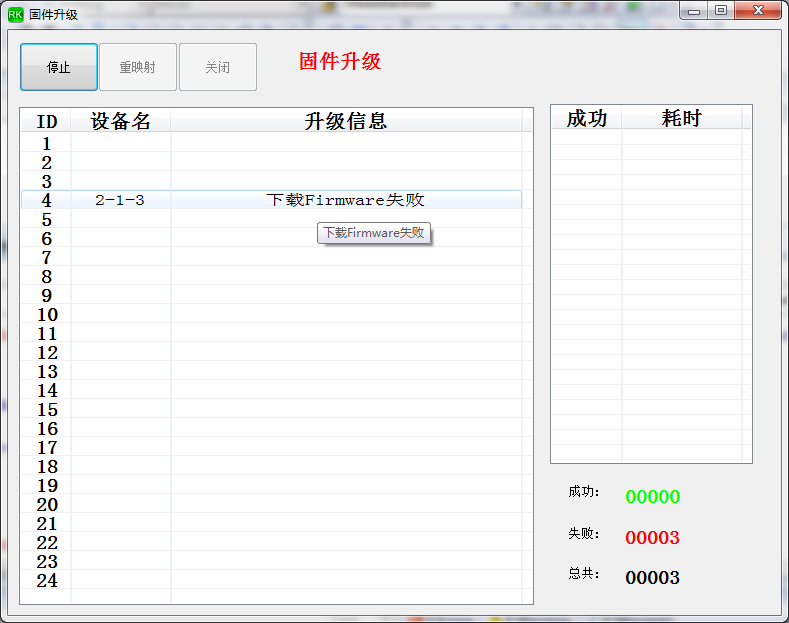 RK 固件升级
停止 重映射 关闭 固件升级
ID 设备名 升级信息
1
2
3
4 2-1-3 下载Firmware失败
5
下载Firmware失败
6
7
8
9
10
11
12
13
14
15
16
17
18
19
20
21
22
23
24
成功 耗时
成功: 00000
失败: 00003
总共: 00003